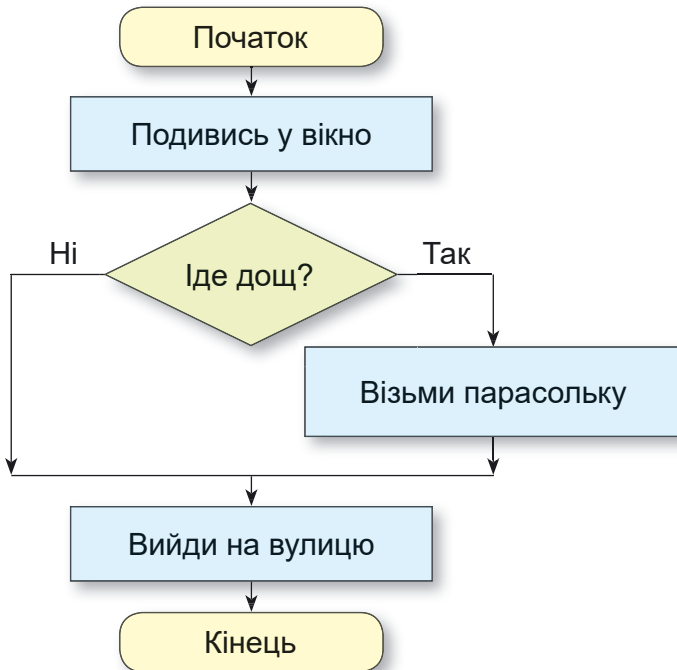 Початок
Подивись у вікно
Іде дощ?
Ні
Так
Візьми парасольку
Вийди на вулицю
Кінець